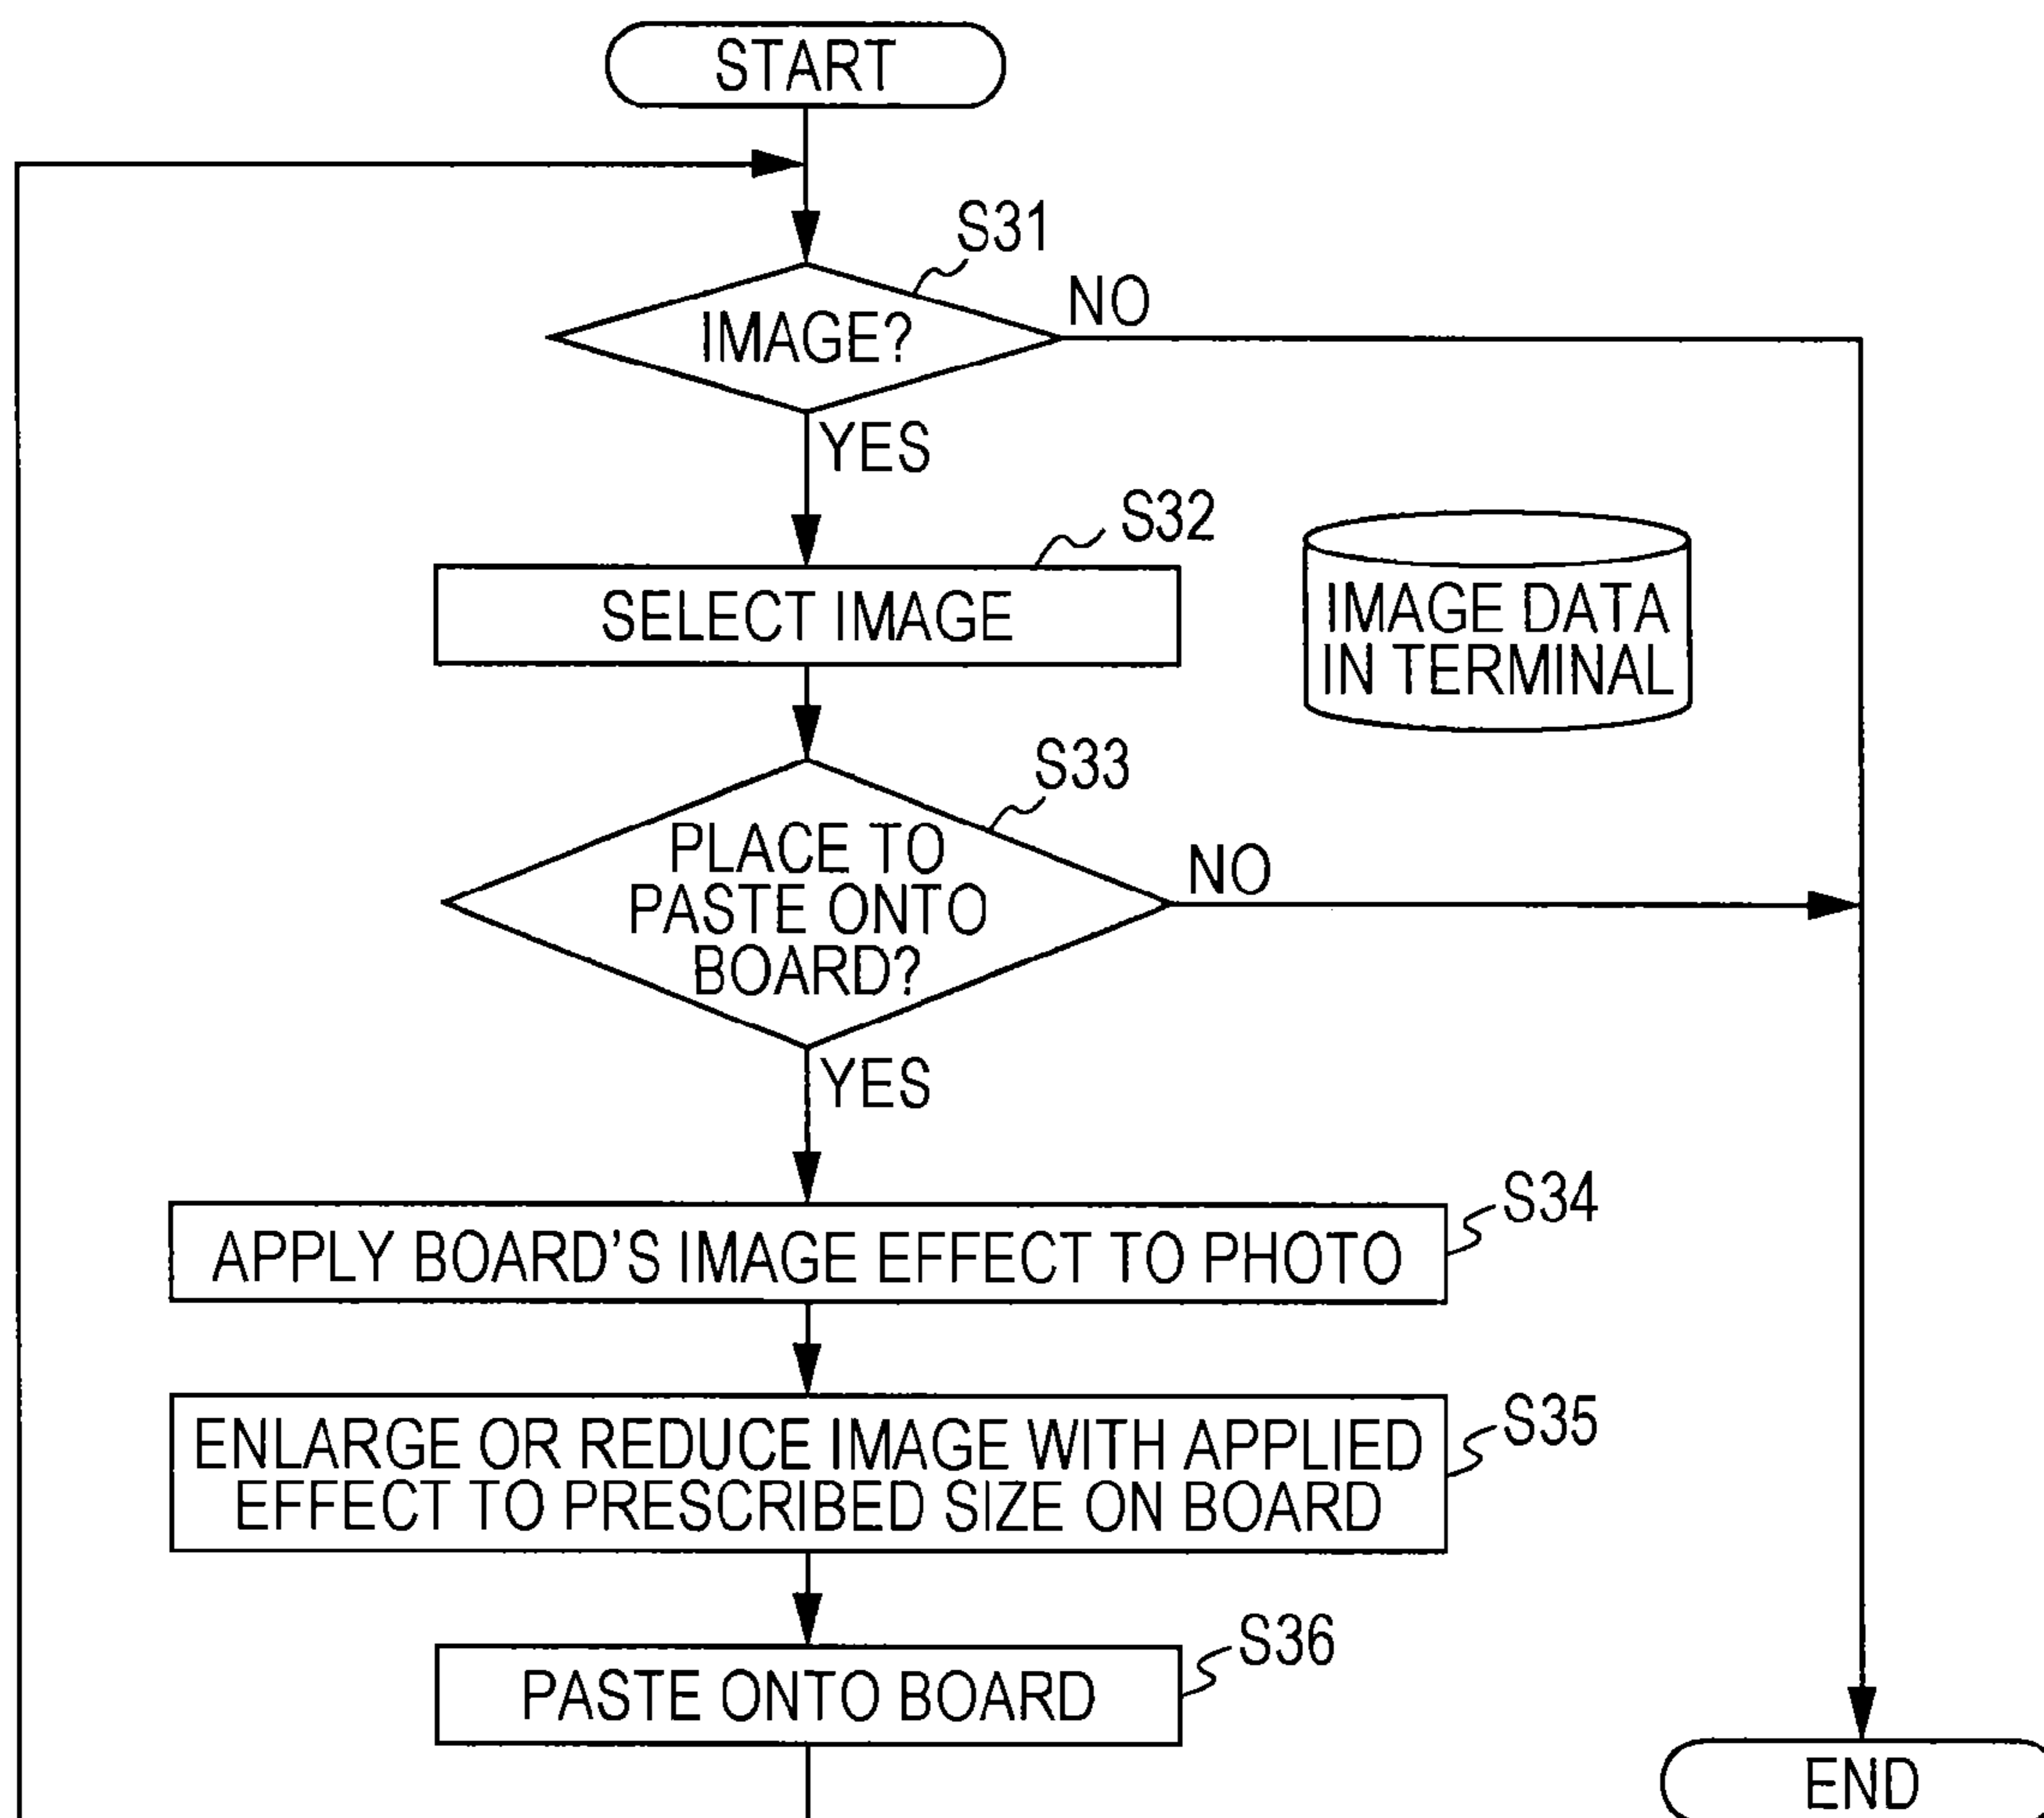 START
S31
IMAGE?
NO
YES
S32
SELECT IMAGE
IMAGE DATA
IN TERMINAL
S33
PLACE TO
PASTE ONTO
BOARD?
NO
YES
S34
APPLY BOARD'S IMAGE EFFECT TO PHOTO
S35
ENLARGE OR REDUCE IMAGE WITH APPLIED
EFFECT TO PRESCRIBED SIZE ON BOARD
S36
PASTE ONTO BOARD
END